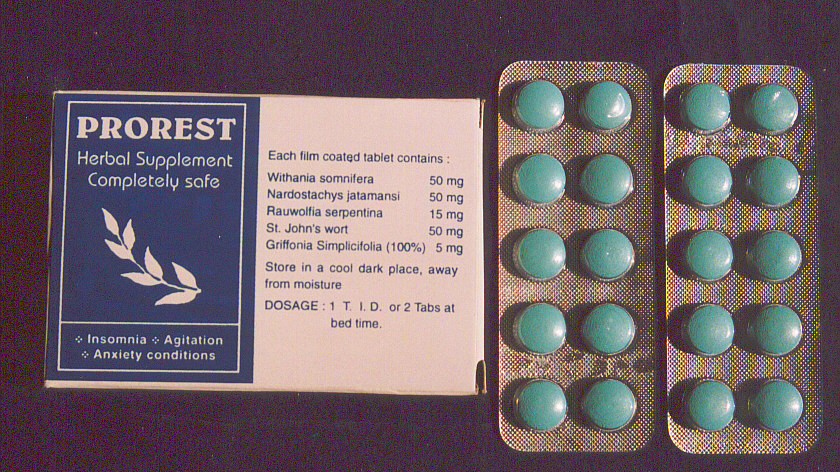 PROREST
Herbal Supplement
Completely safe
Insomnia Agitation
Anxiety conditions
Each film coated tablet contains :
Withania somnifera 50 mg
Nardostachys jatamansi 50 mg
Rauwolfia serpentina 15 mg
St. John's wort 50 mg
Griffonia Simplicifolia (100%) 5 mg
Store in a cool dark place, away
from moisture
DOSAGE : 1 T. I. D. or 2 Tabs at
bed time.